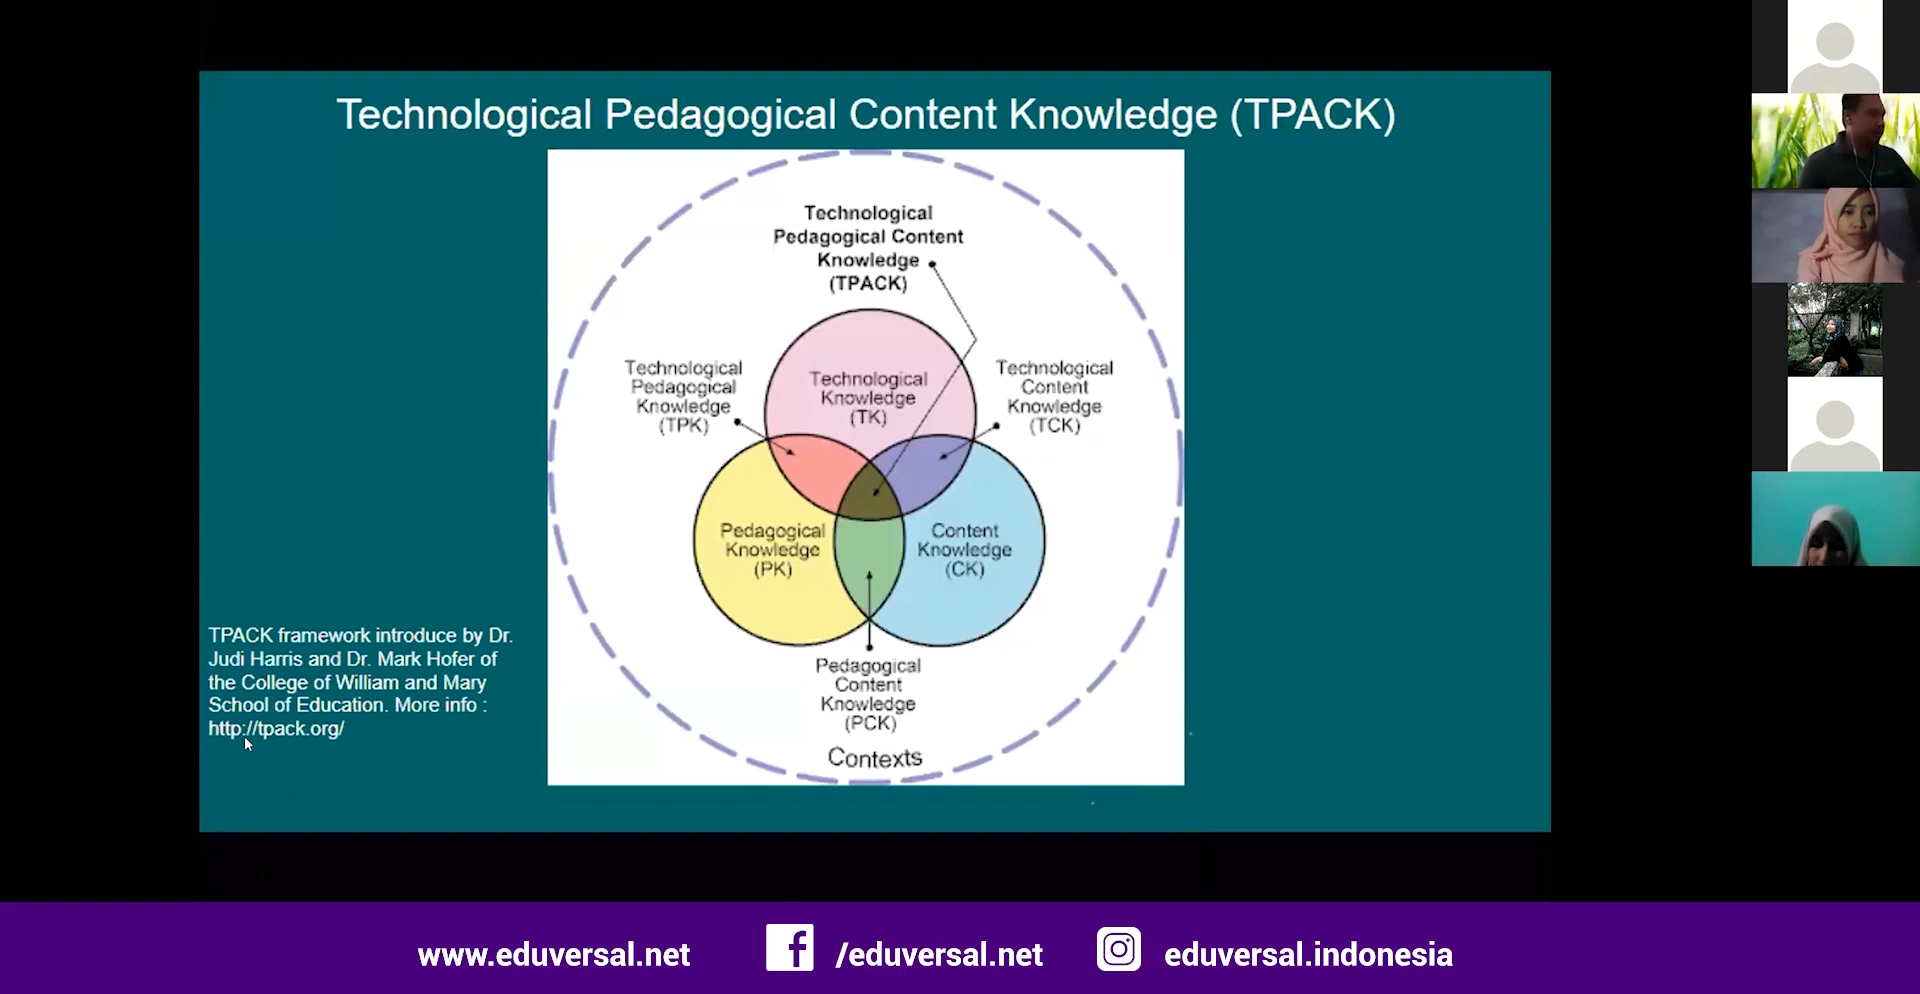 Technological Pedagogical Content Knowledge (TPACK)
Technological
Pedagogical Content
Knowledge
(TPACK)
Technological
Pedagogical
Knowledge
(TPK)
Technological
Knowledge
(TK)
Technological
Content
Knowledge
(TCK)
Pedagogical
Knowledge
(PK)
Content
Knowledge
(CK)
Pedagogical
Content
Knowledge
(PCK)
Contexts
TPACK framework introduce by Dr.
Judi Harris and Dr. Mark Hofer of
the College of William and Mary
School of Education. More info :
http://tpack.org/
www.eduversal.net
/eduversal.net
eduversal.indonesia